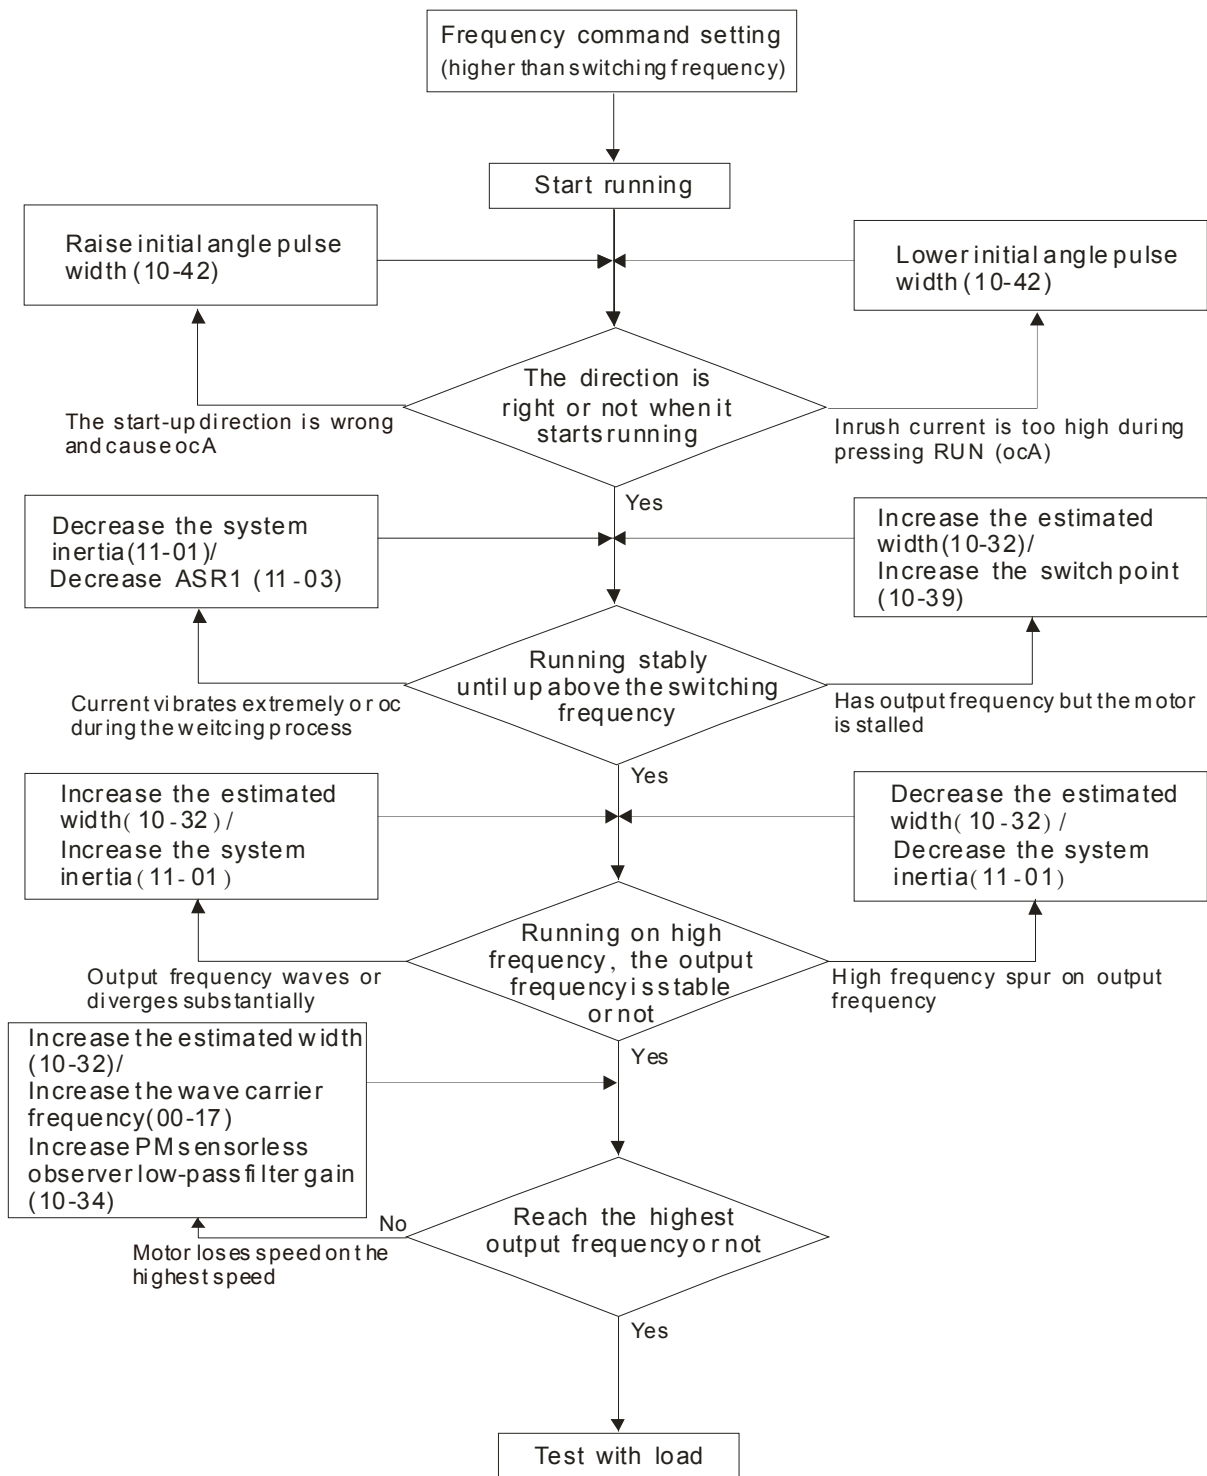 Frequency command setting
(higher than switching frequency)
Start running
Raise initial angle pulse
width (10-42)
Lower initial angle pulse
width (10-42)
The direction is
right or not when it
starts running
The start-up direction is wrong
and cause ocA
Inrush current is too high during
pressing RUN (ocA)
Yes
Decrease the system
inertia(11-01)/
Decrease ASR1 (11-03)
Increase the estimated
width(10-32)/
Increase the switch point
(10-39)
Running stably
until up above the switching
frequency
Current vibrates extremely or oc
during the weitcing process
Has output frequency but the motor
is stalled
Yes
Increase the estimated
width(10-32)/
Increase the system
inertia(11-01)
Decrease the estimated
width(10-32)/
Decrease the system
inertia(11-01)
Running on high
frequency, the output
frequency is stable
or not
Output frequency waves or
diverges substantially
High frequency spur on output
frequency
Yes
Increase the estimated width
(10-32)/
Increase the wave carrier
frequency(00-17)
Increase PM sensorless
observer low-pass filter gain
(10-34)
Reach the highest
output frequency or not
No
Motor loses speed on the
highest speed
Yes
Test with load